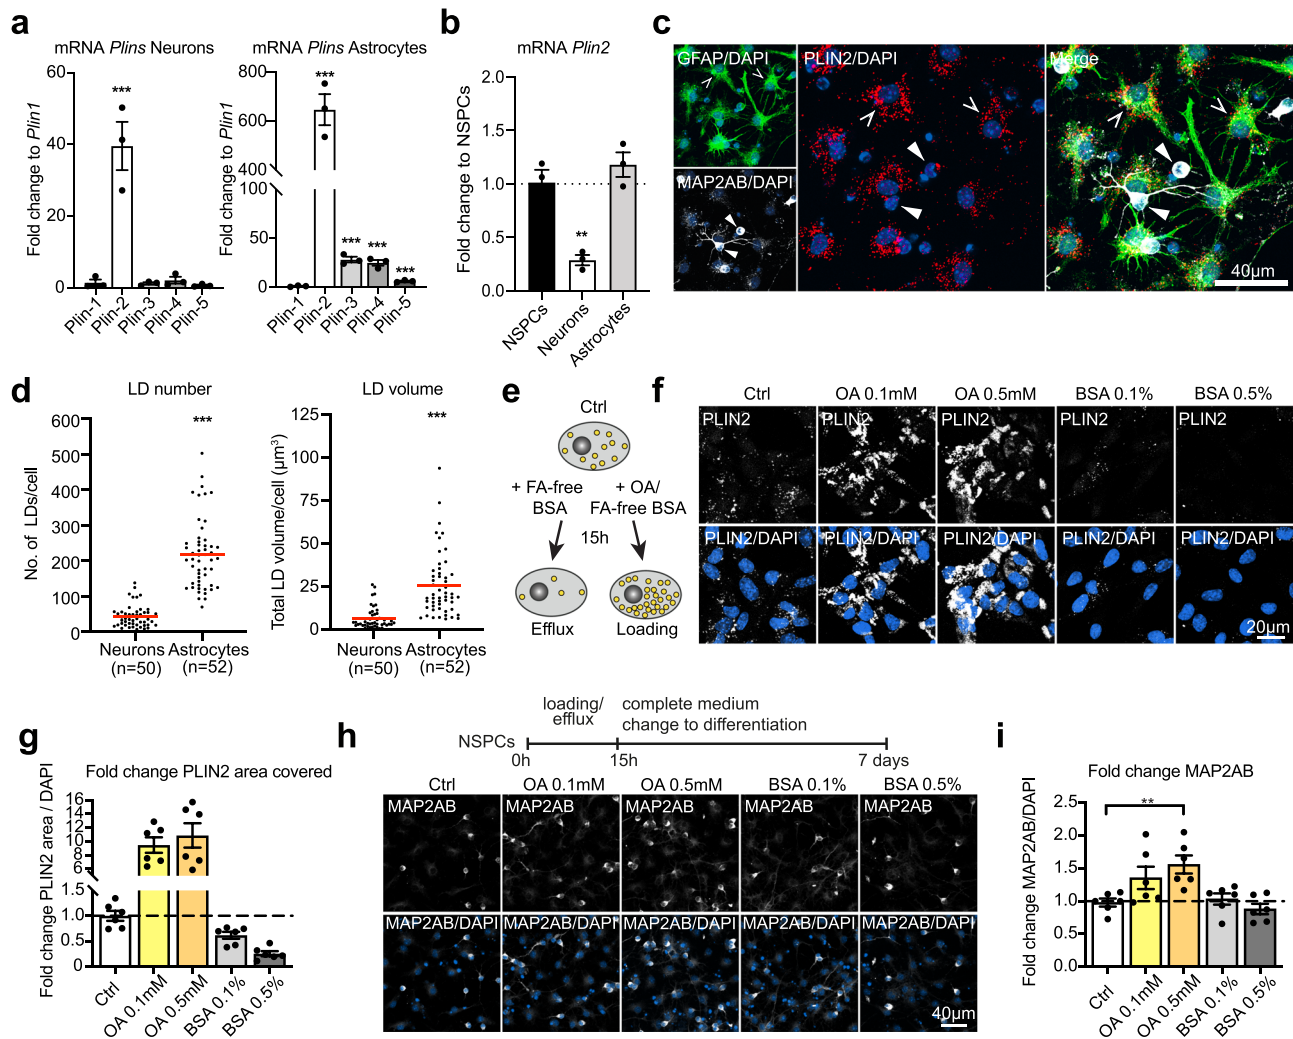 a
mRNA Plins Neurons
Fold change to Plin1
60
40
20
0
***
Plin-1
Plin-2
Plin-3
Plin-4
Plin-5
mRNA Plins Astrocytes
Fold change to Plin1
800
600
400
100
50
0
***
***
***
***
Plin-1
Plin-2
Plin-3
Plin-4
Plin-5
b
mRNA Plin2
Fold change to NSPCs
2.0
1.5
1.0
0.5
0.0
**
NSPCs
Neurons
Astrocytes
c
GFAP/DAPI
MAP2AB/DAPI
PLIN2/DAPI
Merge
40μm
d
LD number
No. of LDs/cell
600
500
400
300
200
100
0
***
Neurons
(n=50)
Astrocytes
(n=52)
LD volume
Total LD volume/cell (μm³)
125
100
75
50
25
0
***
Neurons
(n=50)
Astrocytes
(n=52)
e
Ctrl
+ FA-free
BSA
+ OA/
FA-free BSA
15h
Efflux
Loading
f
Ctrl
OA 0.1mM
OA 0.5mM
BSA 0.1%
BSA 0.5%
PLIN2
PLIN2
PLIN2
PLIN2
PLIN2
PLIN2/DAPI
PLIN2/DAPI
PLIN2/DAPI
PLIN2/DAPI
PLIN2/DAPI
20μm
g
Fold change PLIN2 area covered
Fold change PLIN2 area / DAPI
16
14
12
10
8
6
1.5
1.0
0.5
0
Ctrl
OA 0.1mM
OA 0.5mM
BSA 0.1%
BSA 0.5%
h
loading/
efflux
complete medium
change to differentiation
NSPCs
0h
15h
7 days
Ctrl
OA 0.1mM
OA 0.5mM
BSA 0.1%
BSA 0.5%
MAP2AB
MAP2AB
MAP2AB
MAP2AB
MAP2AB
MAP2AB/DAPI
MAP2AB/DAPI
MAP2AB/DAPI
MAP2AB/DAPI
MAP2AB/DAPI
40μm
i
Fold change MAP2AB
Fold change MAP2AB/DAPI
2.5
2.0
1.5
1.0
0.5
0.0
**
Ctrl
OA 0.1mM
OA 0.5mM
BSA 0.1%
BSA 0.5%